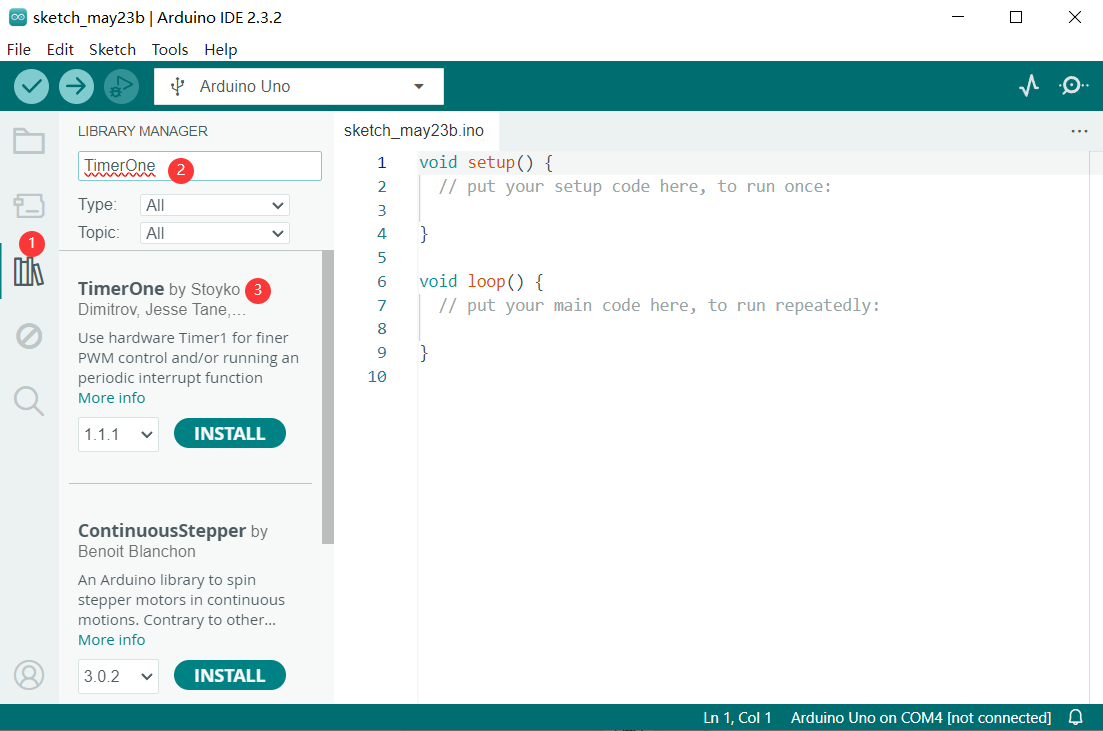 sketch_may23b | Arduino IDE 2.3.2
File Edit Sketch Tools Help
Arduino Uno
LIBRARY MANAGER
TimerOne 2
Type: All
Topic: All
1
TimerOne by Stoyko 3
Dimitrov, Jesse Tane,...
Use hardware Timer1 for finer
PWM control and/or running an
periodic interrupt function
More info
1.1.1 INSTALL
ContinuousStepper by
Benoit Blanchon
An Arduino library to spin
stepper motors in continuous
motions. Contrary to other...
More info
3.0.2 INSTALL
sketch_may23b.ino
1 void setup() {
2 // put your setup code here, to run once:
3
4 }
5
6 void loop() {
7 // put your main code here, to run repeatedly:
8
9 }
10
Ln 1, Col 1 Arduino Uno on COM4 [not connected]